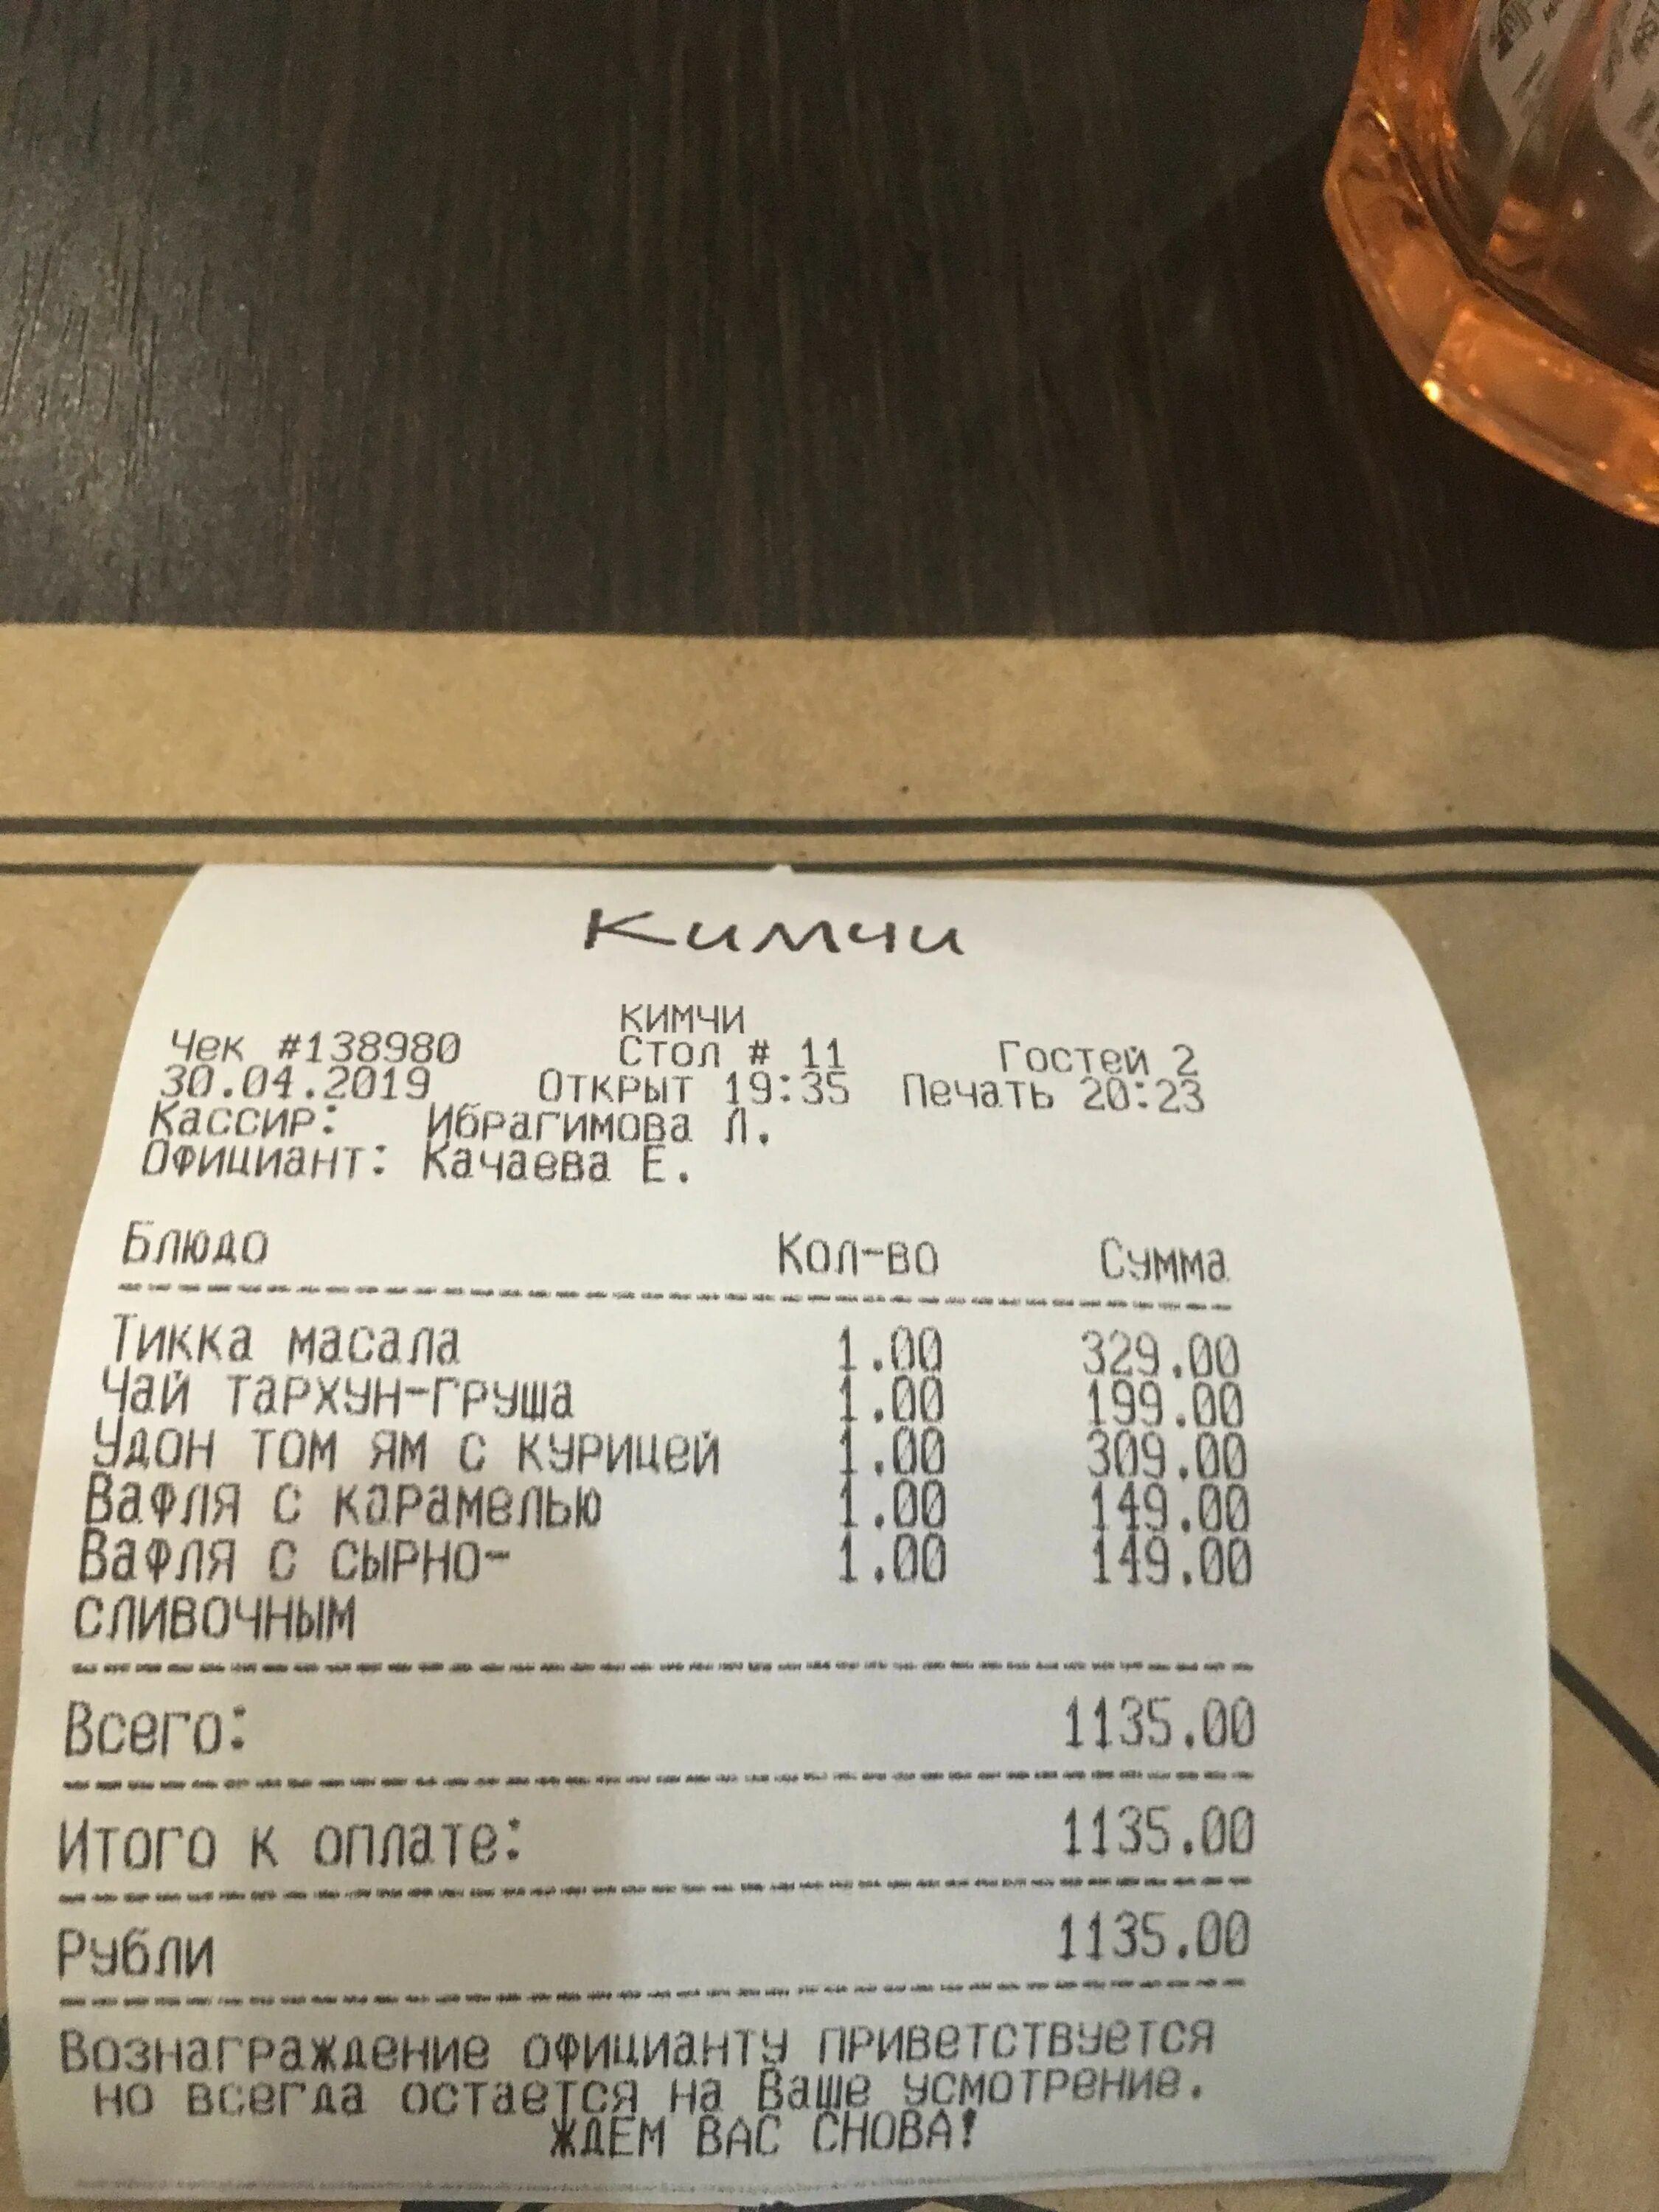 Кимчи
КИМЧИ
Чек #138980 Стол # 11 Гостей 2
30.04.2019 Открыт 19:35 Печать 20:23
Кассир: Ибрагимова Л.
Официант: Качаева Е.
Блюдо Кол-во Сумма
Тикка масала 1.00 329.00
Чай тархун-груша 1.00 199.00
Удон том ям с курицей 1.00 309.00
Вафля с карамелью 1.00 149.00
Вафля с сырно- 1.00 149.00
сливочным
Всего: 1135.00
Итого к оплате: 1135.00
Рубли 1135.00
Вознаграждение официанту приветствуется
но всегда остается на Ваше усмотрение.
ЖДЕМ ВАС СНОВА!